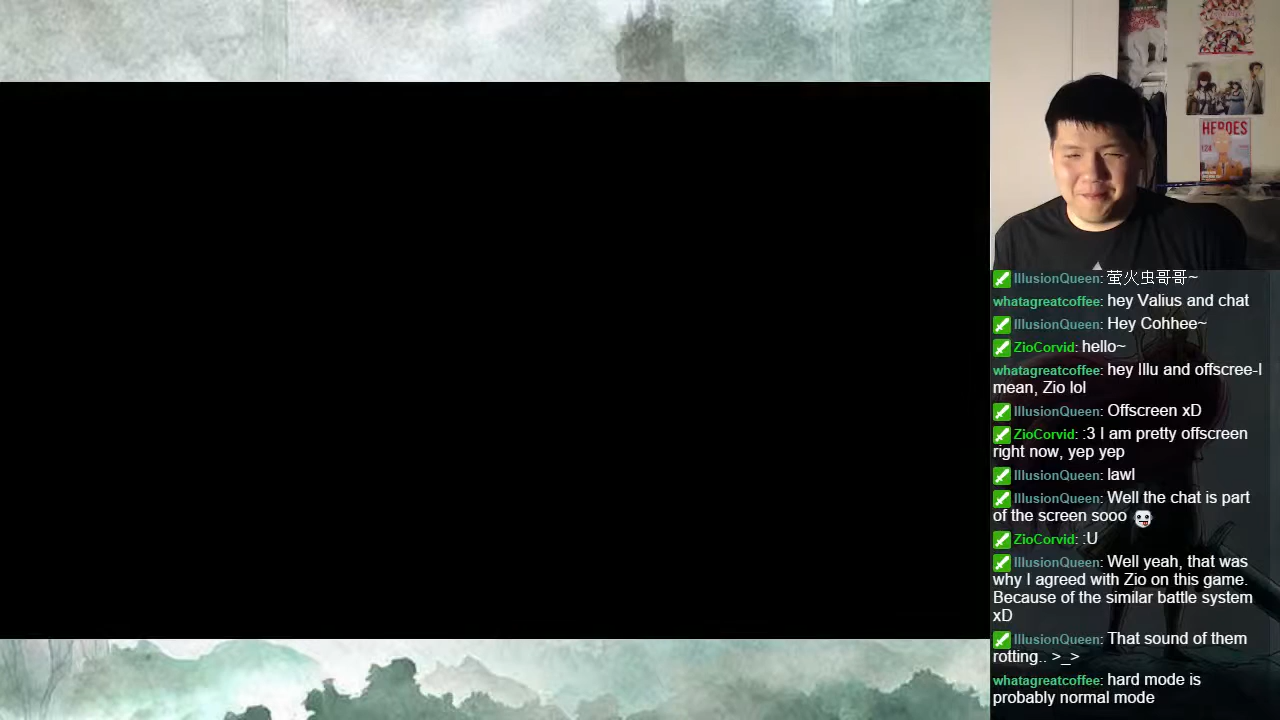 HEROES
124
IllusionQueen: 萤火虫哥哥~
whatagreatcoffee: hey Valius and chat
IllusionQueen: Hey Cohhee~
ZioCorvid: hello~
whatagreatcoffee: hey Illu and offscree-I
mean, Zio lol
IllusionQueen: Offscreen xD
ZioCorvid: :3 I am pretty offscreen
right now, yep yep
IllusionQueen: lawl
IllusionQueen: Well the chat is part
of the screen sooo
ZioCorvid: :U
IllusionQueen: Well yeah, that was
why I agreed with Zio on this game.
Because of the similar battle system
xD
IllusionQueen: That sound of them
rotting.. >_>
whatagreatcoffee: hard mode is
probably normal mode